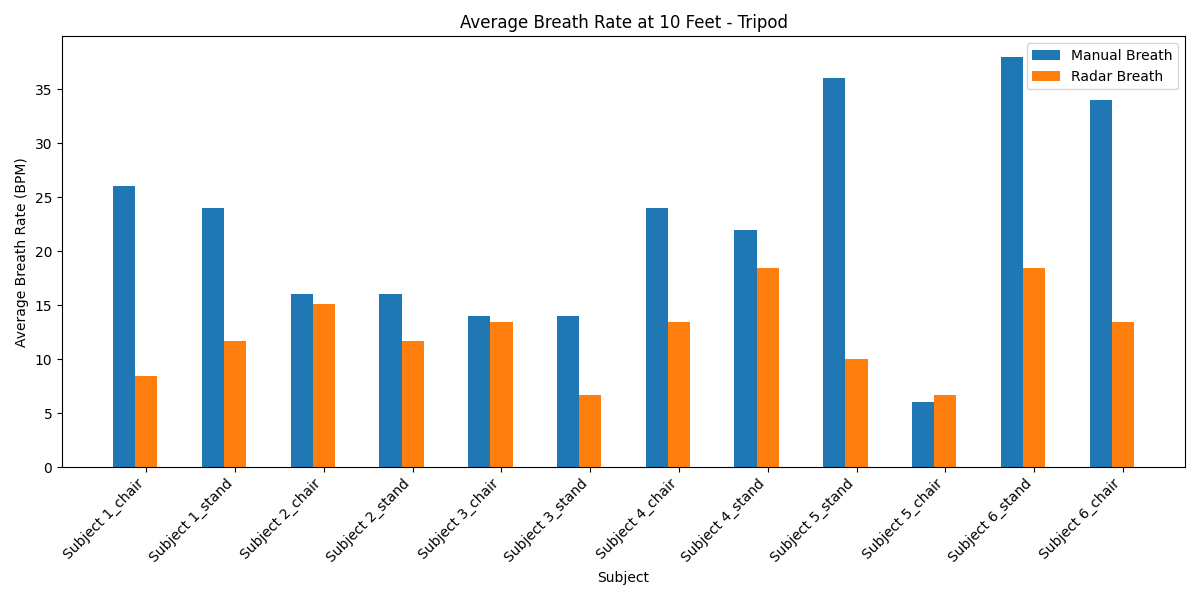 Average Breath Rate at 10 Feet - Tripod
Manual Breath
Radar Breath
Average Breath Rate (BPM)
35
30
25
20
15
10
5
0
Subject 1_chair
Subject 1_stand
Subject 2_chair
Subject 2_stand
Subject 3_chair
Subject 3_stand
Subject 4_chair
Subject 4_stand
Subject 5_stand
Subject 5_chair
Subject 6_stand
Subject 6_chair
Subject